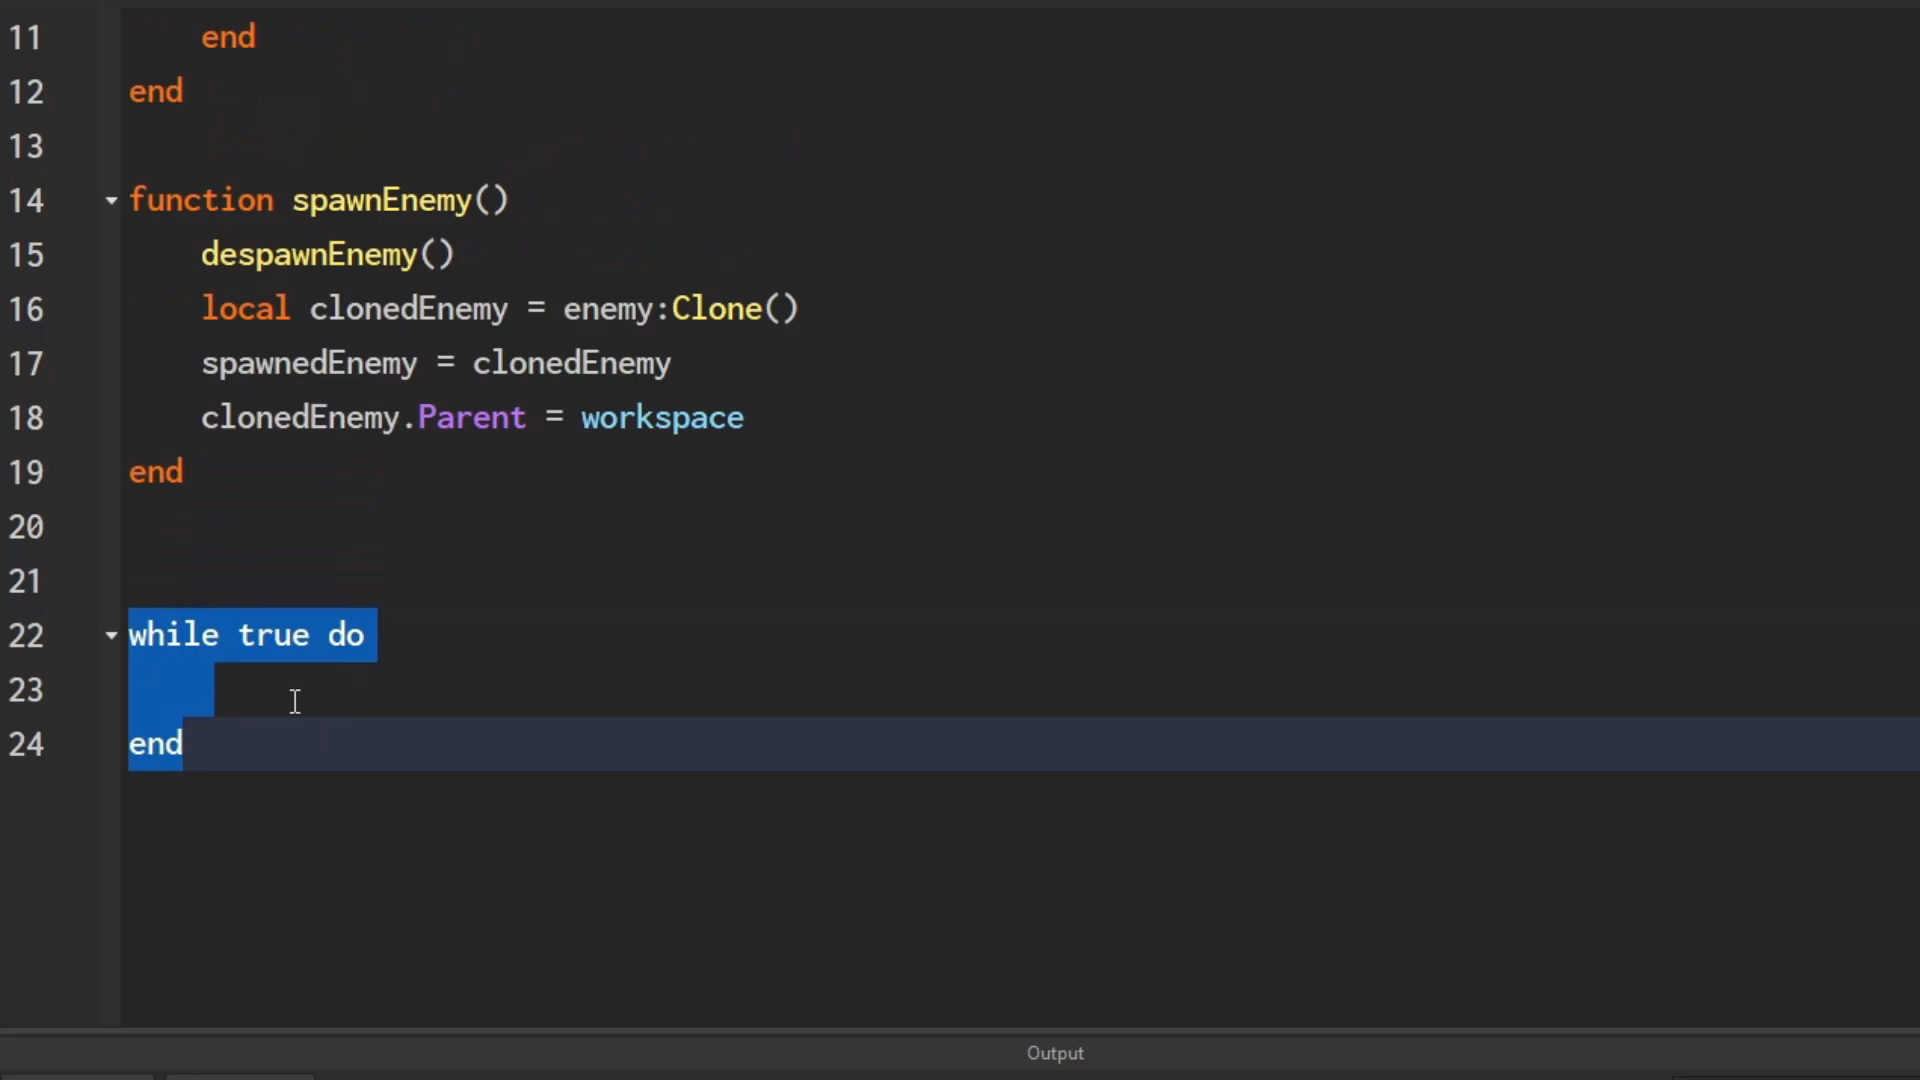 11 end
12 end
13
14 function spawnEnemy()
15 despawnEnemy()
16 local clonedEnemy = enemy:Clone()
17 spawnedEnemy = clonedEnemy
18 clonedEnemy.Parent = workspace
19 end
20
21
22 while true do
23
24 end
Output